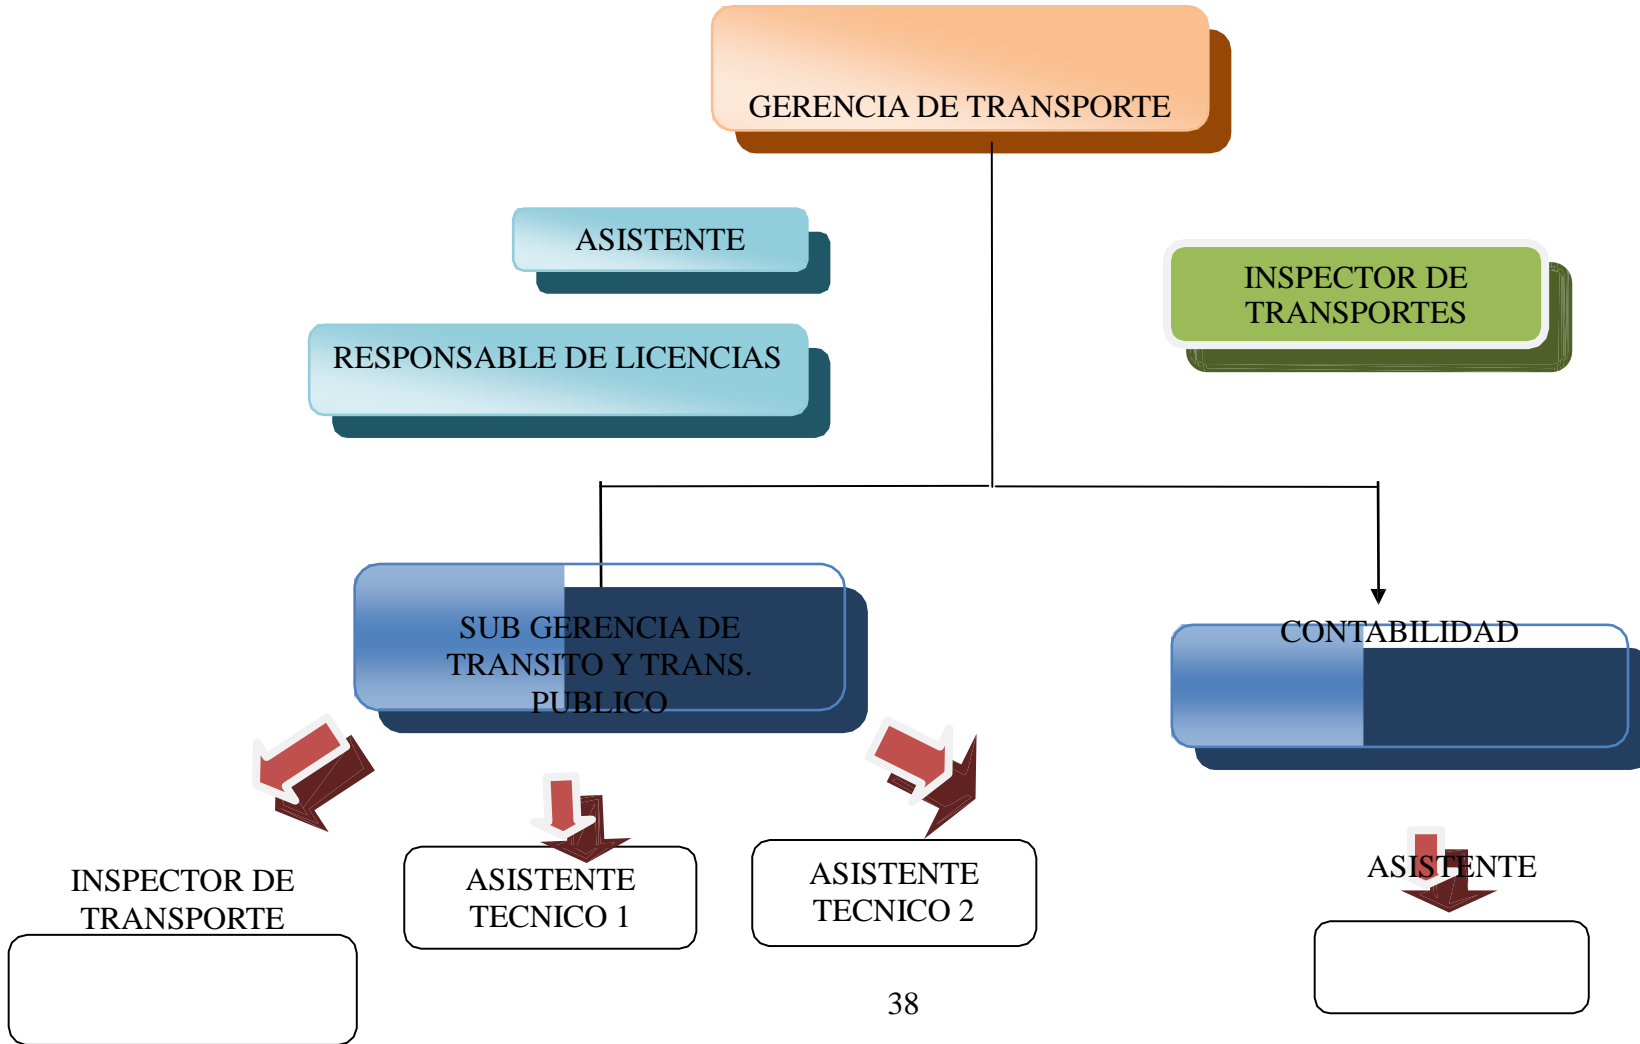 GERENCIA DE TRANSPORTE
ASISTENTE
INSPECTOR DE
TRANSPORTES
RESPONSABLE DE LICENCIAS
SUB GERENCIA DE
TRANSITO Y TRANS.
PUBLICO
CONTABILIDAD
INSPECTOR DE
TRANSPORTE
ASISTENTE
TECNICO 1
ASISTENTE
TECNICO 2
ASISTENTE
38